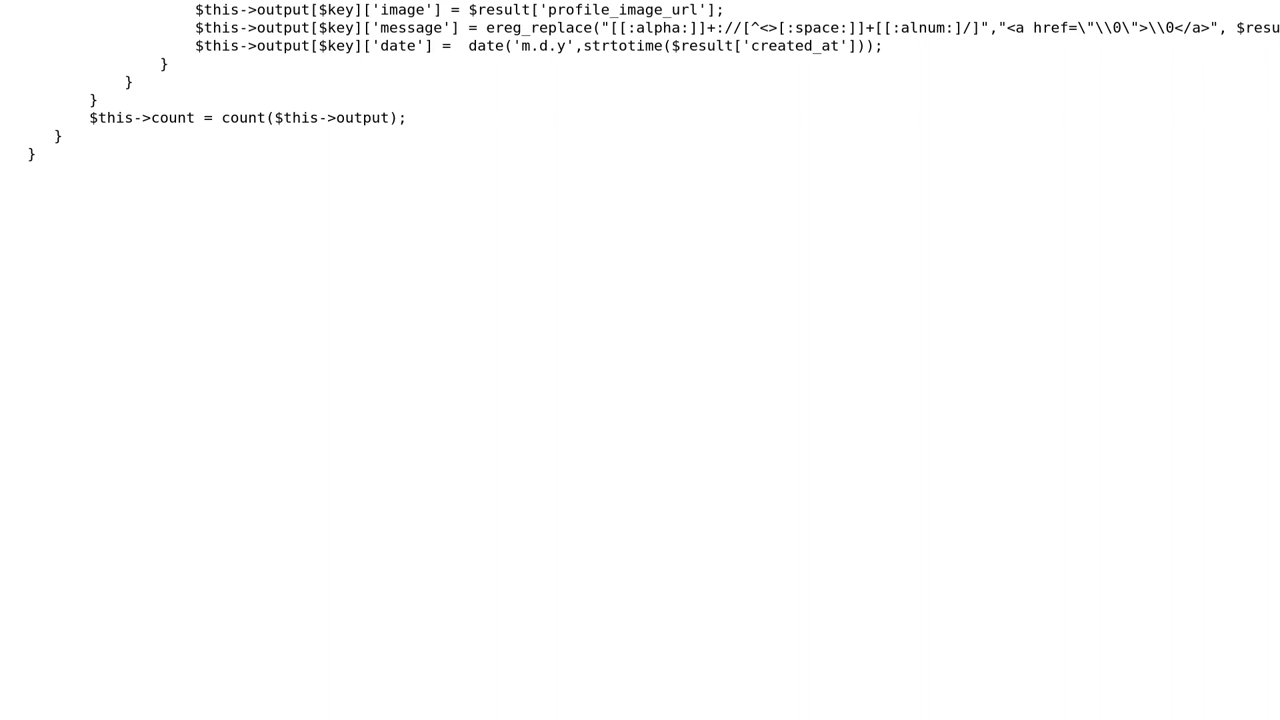 $this->output[$key]['image'] = $result['profile_image_url'];
$this->output[$key]['message'] = ereg_replace("[[:alpha:]]+://[^<>[:space:]]+[[:alnum:]/]","<a href=\"\\0\">\\0</a>", $resu
$this->output[$key]['date'] =  date('m.d.y',strtotime($result['created_at']));
}
}
}
$this->count = count($this->output);
}
}